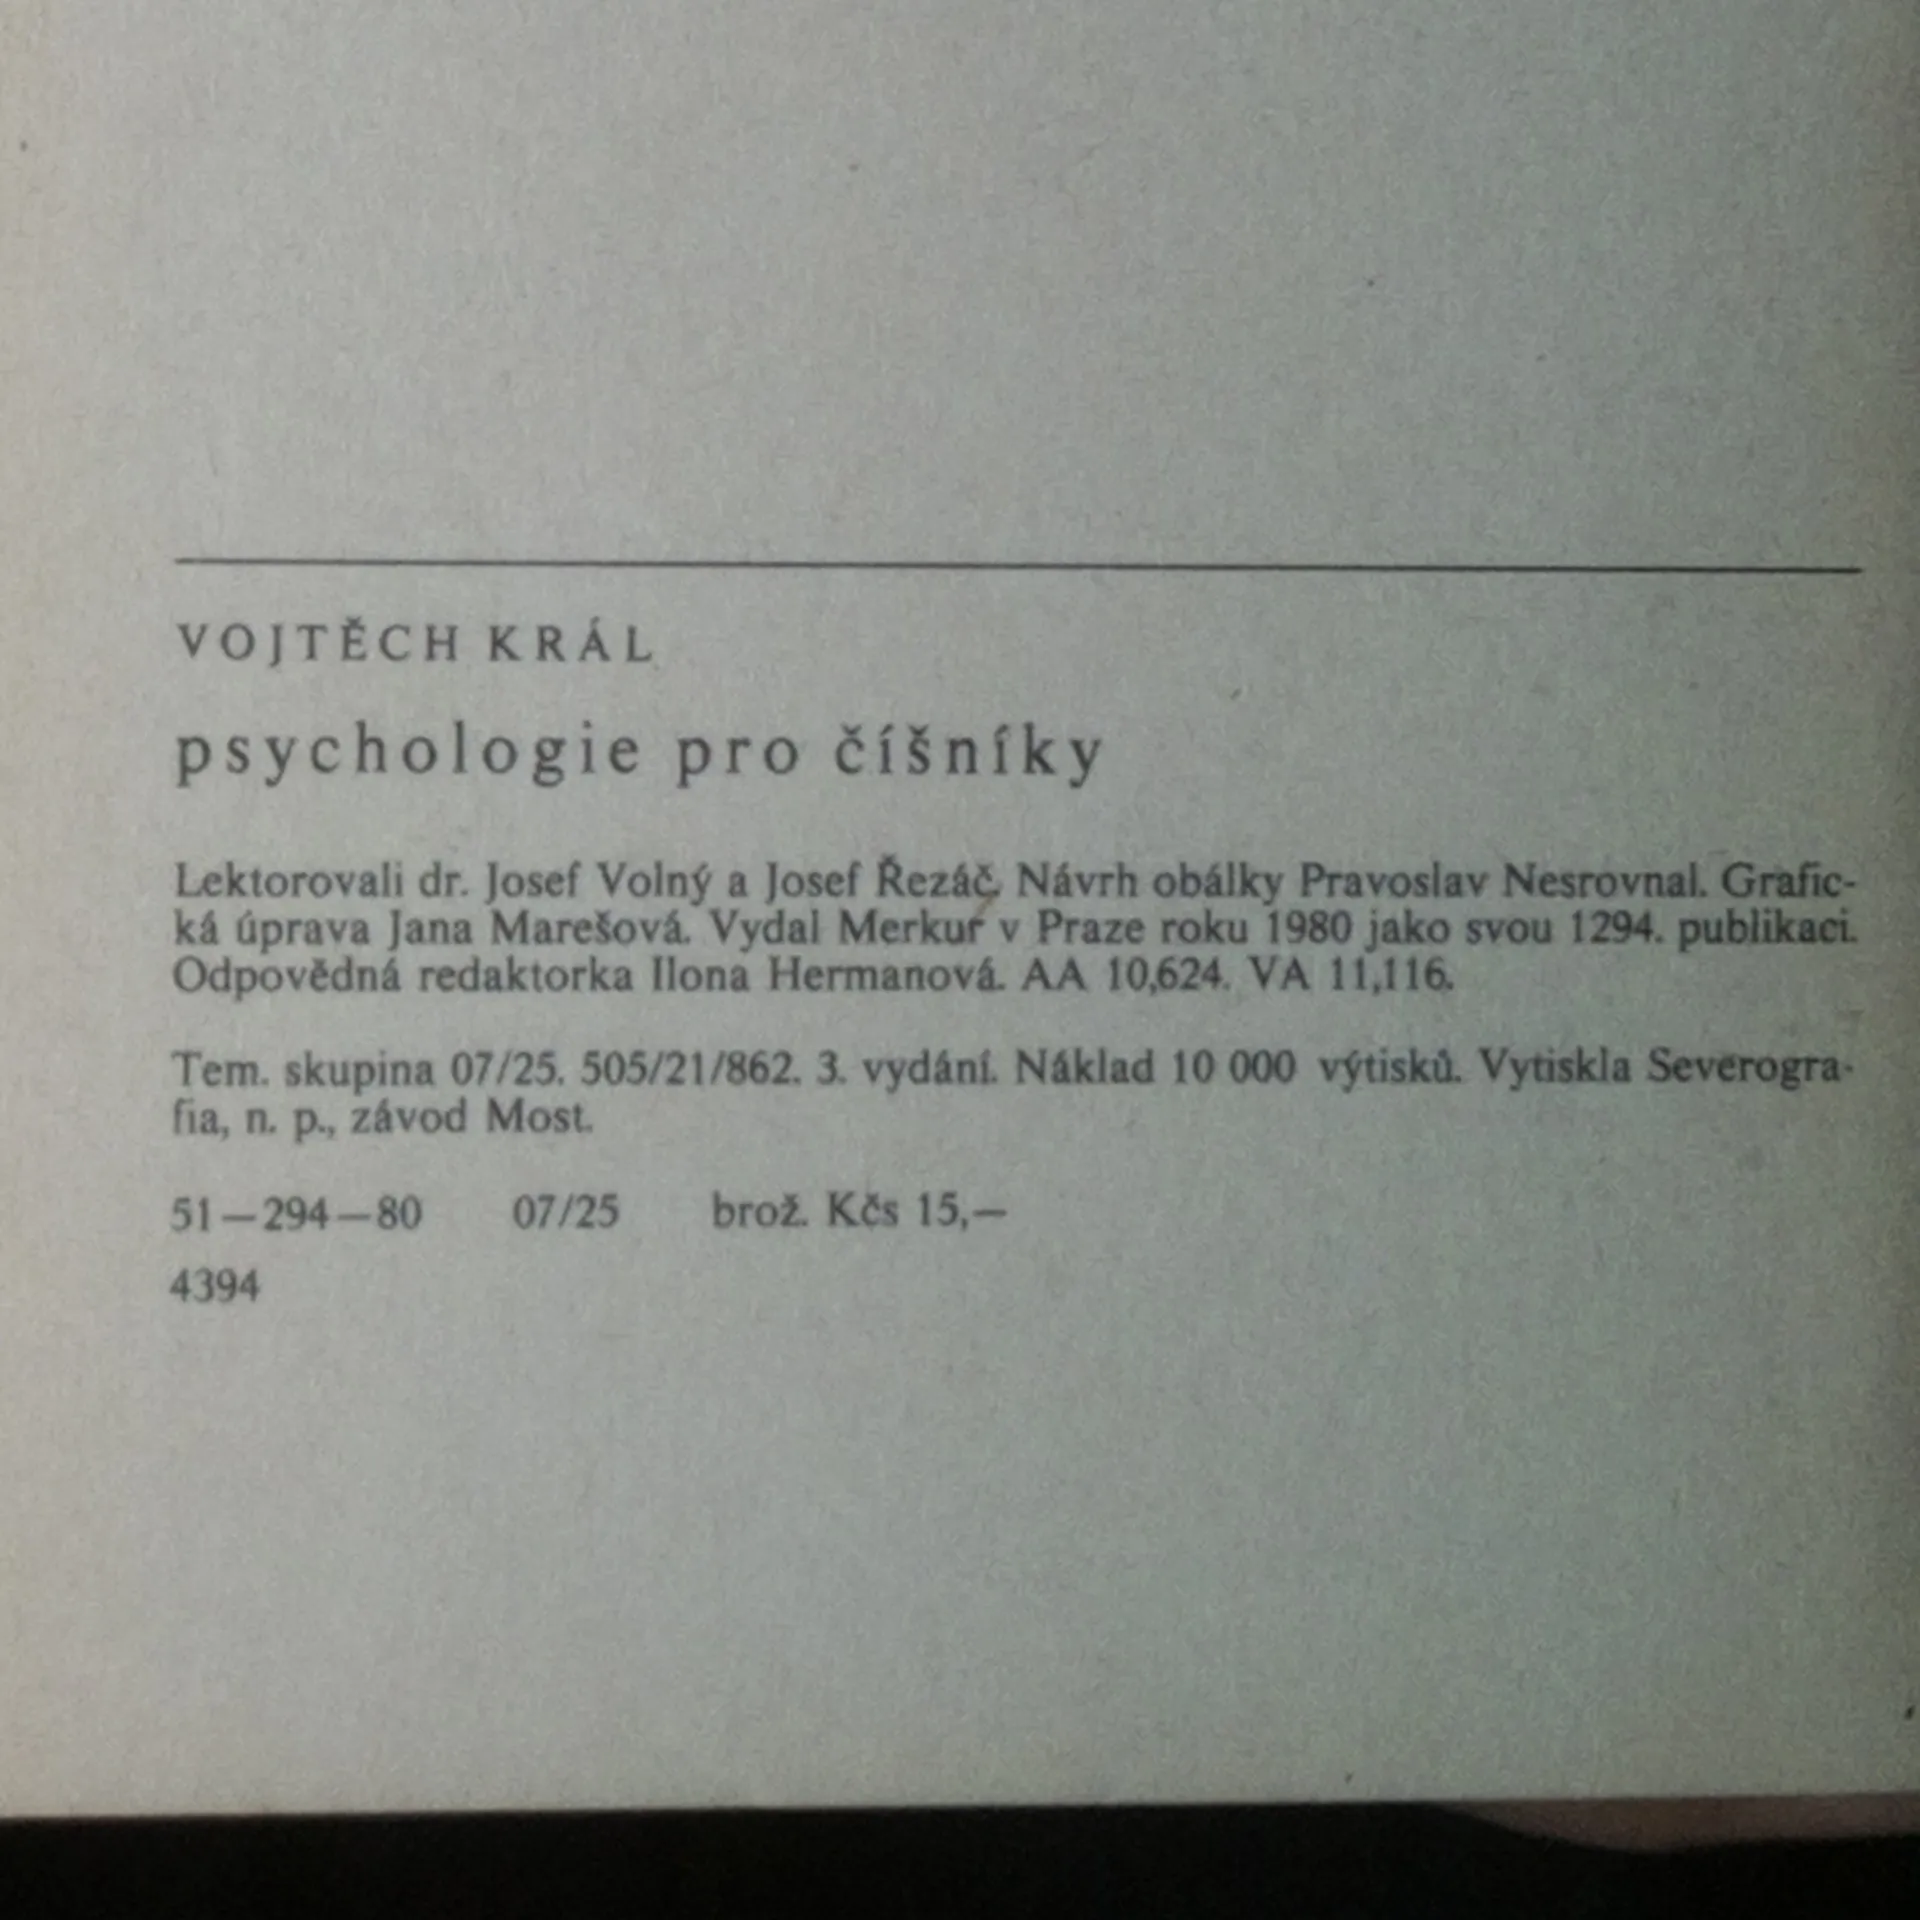 VOJTĚCH KRÁL
psychologie pro číšníky
Lektorovali dr. Josef Volný a Josef Řezáč. Návrh obálky Pravoslav Nesrovnal. Grafic-
ká úprava Jana Marešová. Vydal Merkur v Praze roku 1980 jako svou 1294. publikaci.
Odpovědná redaktorka Ilona Hermanová. AA 10,624. VA 11,116.
Tem. skupina 07/25. 505/21/862. 3. vydání. Náklad 10 000 výtisků. Vytiskla Severogra-
fia, n. p., závod Most.
51—294—80 07/25 brož. Kčs 15,—
4394